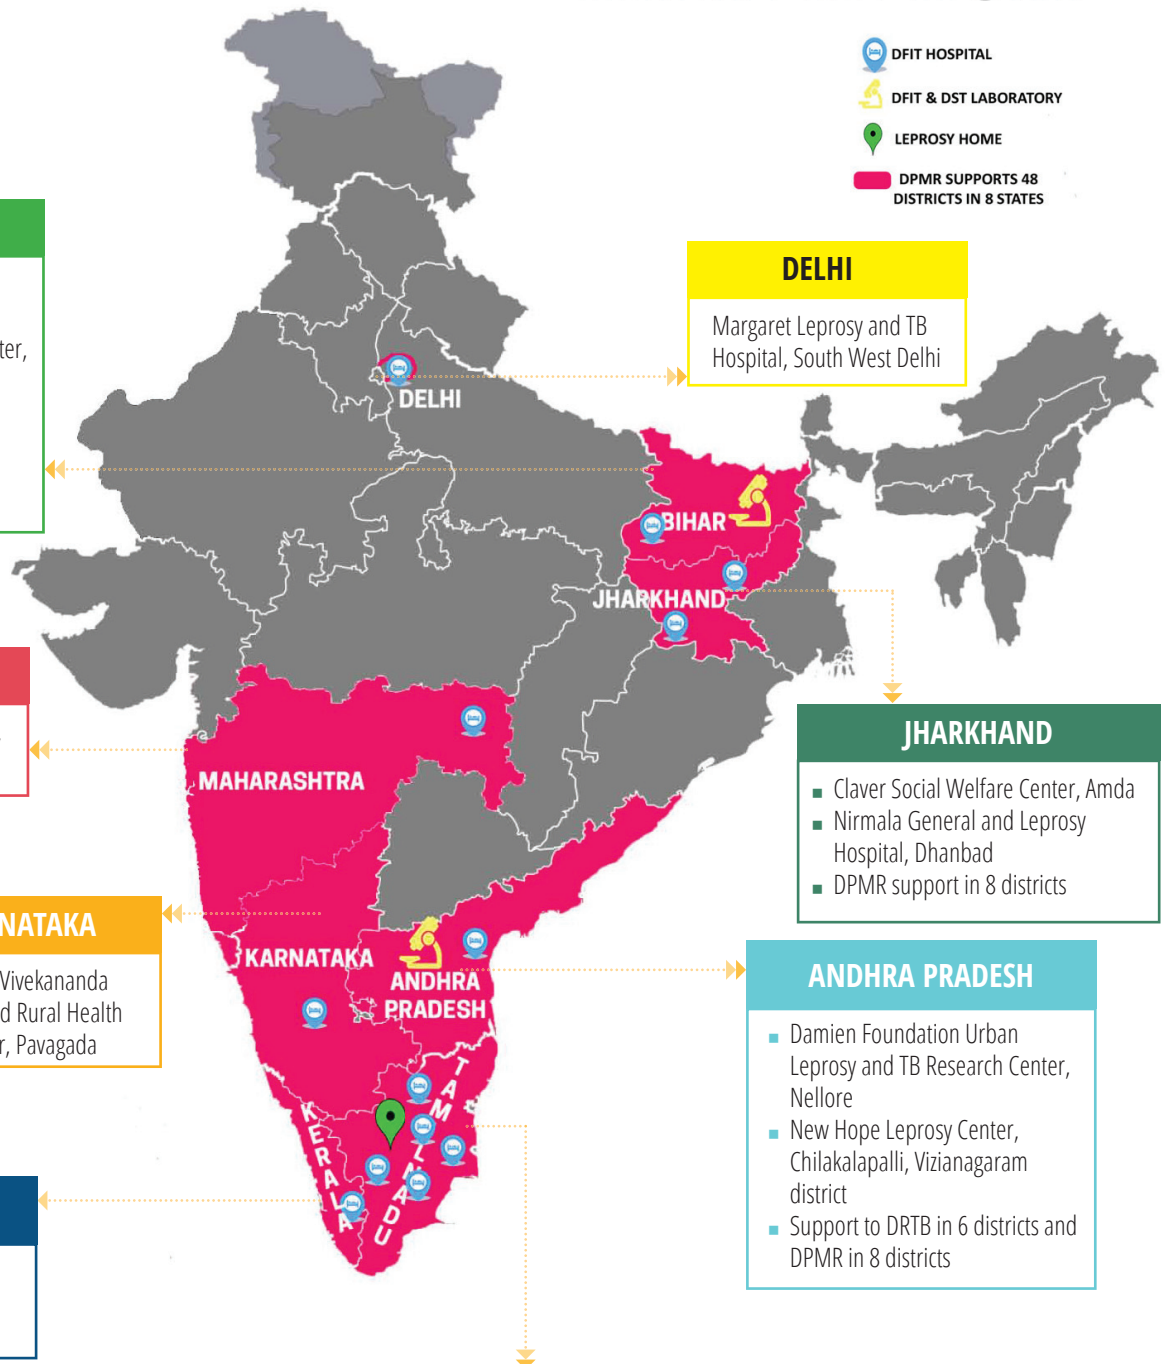 DFIT HOSPITAL
DFIT & DST LABORATORY
LEPROSY HOME
DPMR SUPPORTS 48
DISTRICTS IN 8 STATES
DELHI
Margaret Leprosy and TB
Hospital, South West Delhi
ter,
DELHI
BIHAR
JHARKHAND
MAHARASHTRA
KARNATAKA
ANDHRA
PRADESH
KERALA
TAMILNADU
JHARKHAND
▪ Claver Social Welfare Center, Amda
▪ Nirmala General and Leprosy
Hospital, Dhanbad
▪ DPMR support in 8 districts
NATAKA
Vivekananda
d Rural Health
r, Pavagada
ANDHRA PRADESH
▪ Damien Foundation Urban
Leprosy and TB Research Center,
Nellore
▪ New Hope Leprosy Center,
Chilakalapalli, Vizianagaram
district
▪ Support to DRTB in 6 districts and
DPMR in 8 districts